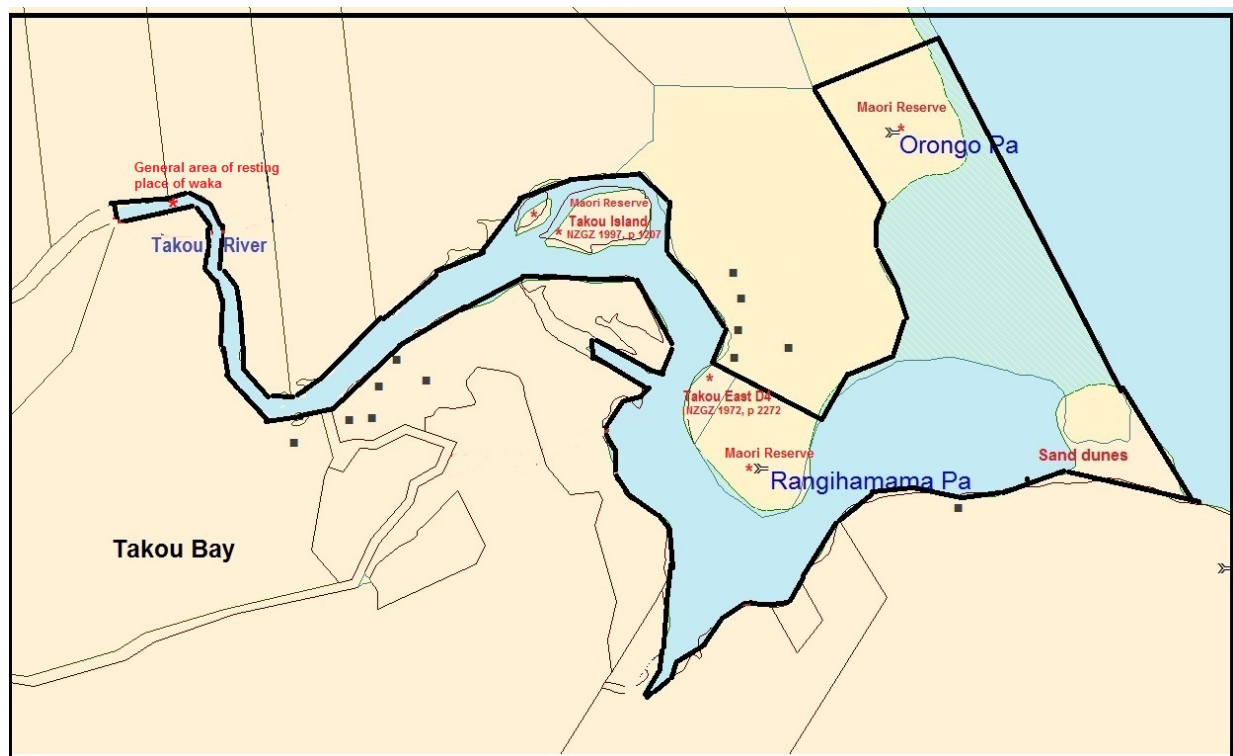 Maori Reserve
Orongo Pa
General area of resting
place of waka
Takou River
Maori Reserve
Takou Island
NZGZ 1997, p 1207
Takou East D4
NZGZ 1972, p 2272
Maori Reserve
Rangihamama Pa
Sand dunes
Takou Bay